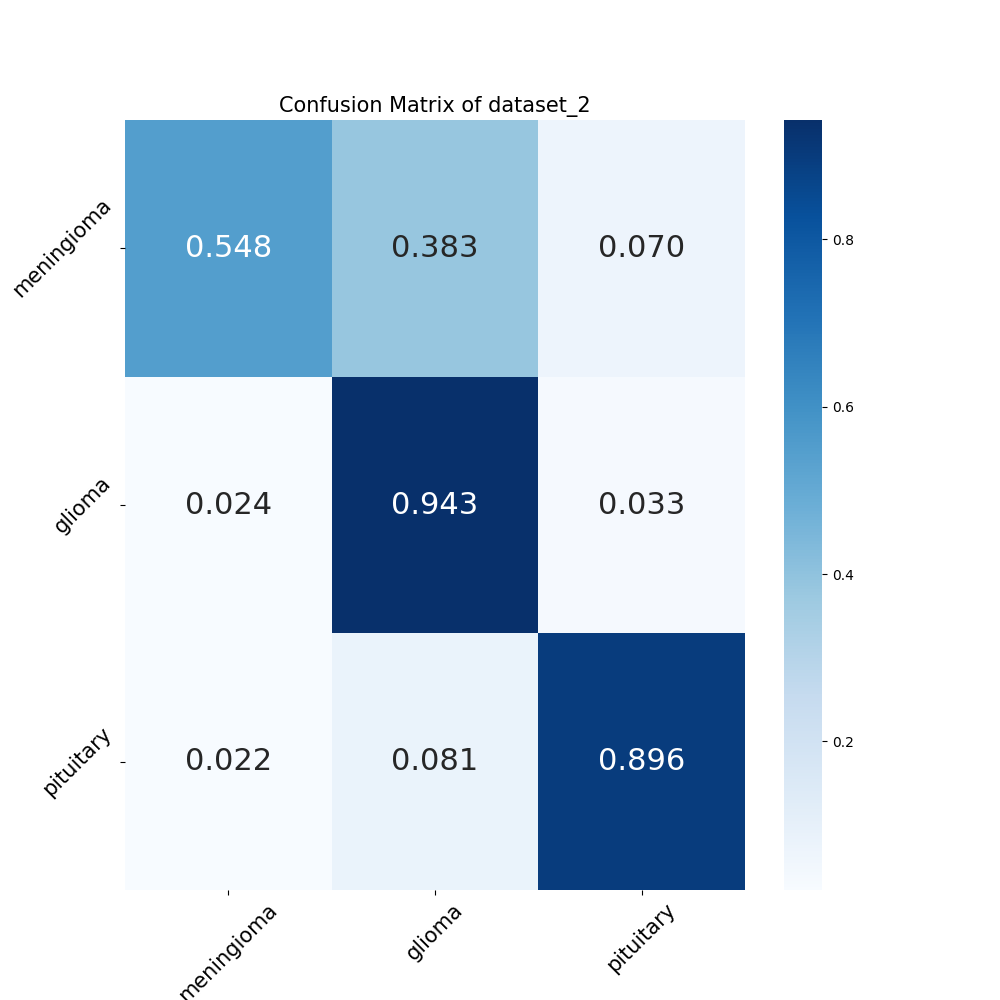 Confusion Matrix of dataset_2
meningioma
0.548 0.383 0.070
glioma
0.024 0.943 0.033
pituitary
0.022 0.081 0.896
meningioma glioma pituitary
0.8
0.6
0.4
0.2